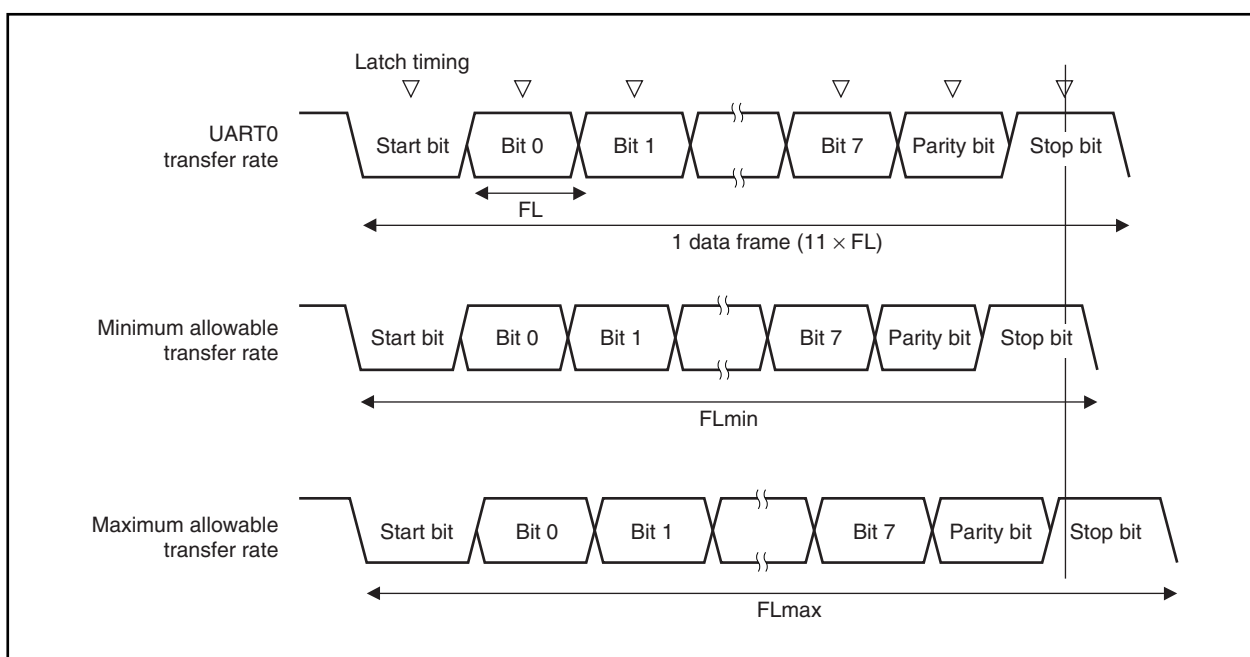 Latch timing
UART0
transfer rate
Start bit Bit 0 Bit 1 Bit 7 Parity bit Stop bit
FL
1 data frame (11 × FL)
Minimum allowable
transfer rate
Start bit Bit 0 Bit 1 Bit 7 Parity bit Stop bit
FLmin
Maximum allowable
transfer rate
Start bit Bit 0 Bit 1 Bit 7 Parity bit Stop bit
FLmax